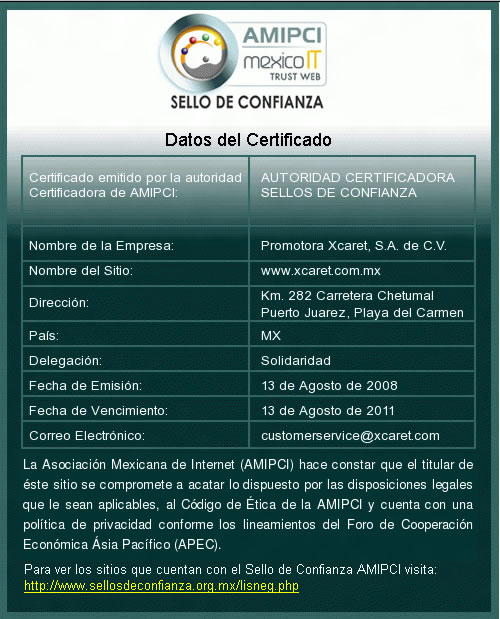 AMIPCI
mexicoIT
TRUST WEB
SELLO DE CONFIANZA
Datos del Certificado
Certificado emitido por la autoridad
Certificadora de AMIPCI:
AUTORIDAD CERTIFICADORA
SELLOS DE CONFIANZA
Nombre de la Empresa: Promotora Xcaret, S.A. de C.V.
Nombre del Sitio: www.xcaret.com.mx
Dirección: Km. 282 Carretera Chetumal
Puerto Juarez, Playa del Carmen
País: MX
Delegación: Solidaridad
Fecha de Emisión: 13 de Agosto de 2008
Fecha de Vencimiento: 13 de Agosto de 2011
Correo Electrónico: customerservice@xcaret.com
La Asociación Mexicana de Internet (AMIPCI) hace constar que el titular de
éste sitio se compromete a acatar lo dispuesto por las disposiciones legales
que le sean aplicables, al Código de Ética de la AMIPCI y cuenta con una
política de privacidad conforme los lineamientos del Foro de Cooperación
Económica Ásia Pacífico (APEC).
Para ver los sitios que cuentan con el Sello de Confianza AMIPCI visita:
http://www.sellosdeconfianza.org.mx/lisneg.php